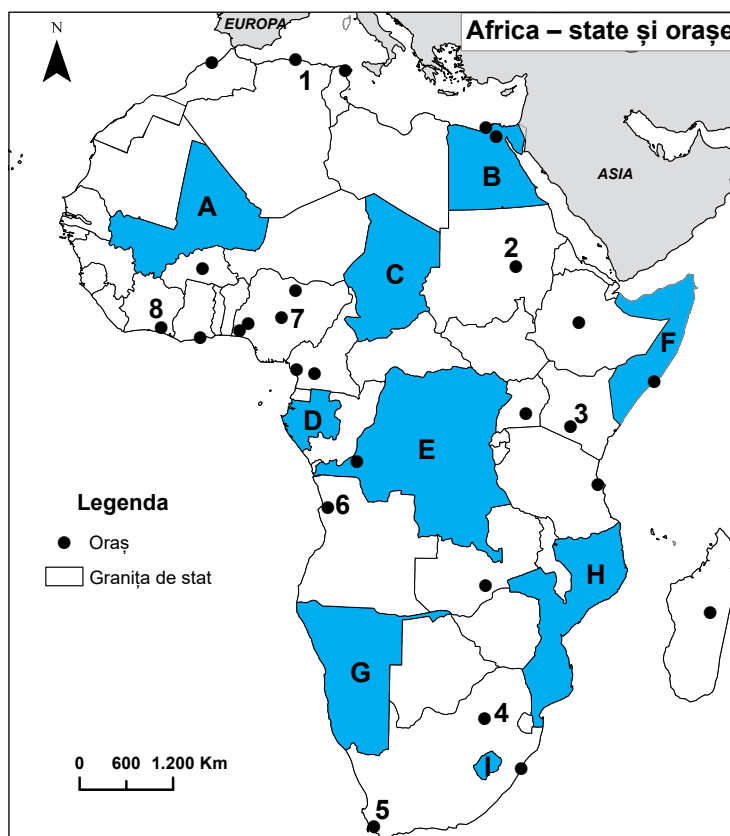 Africa – state și orașe
EUROPA
N
1
ASIA
B
A
2
C
8
7
F
3
D
E
Legenda
6
Oraș
Granița de stat
H
G
4
I
0 600 1.200 Km
5